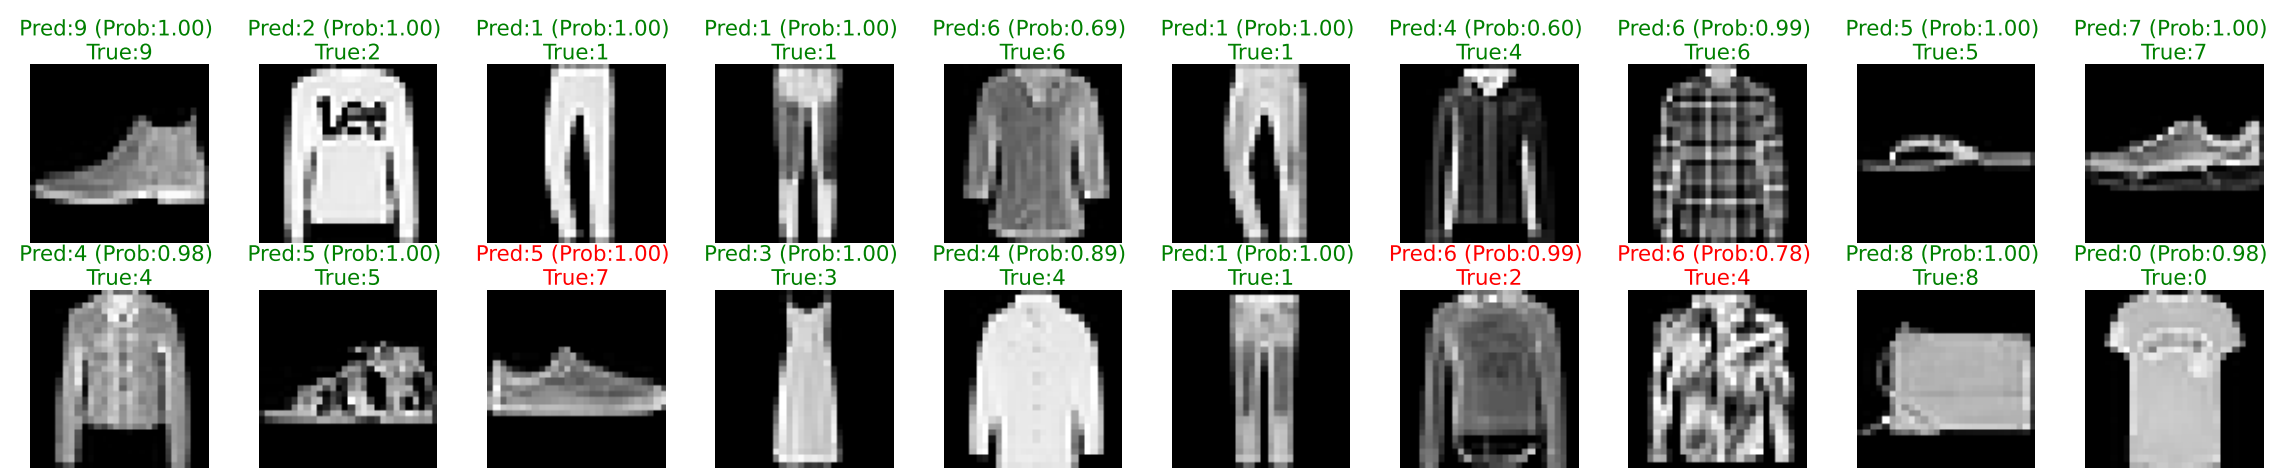 Pred:9 (Prob:1.00) Pred:2 (Prob:1.00) Pred:1 (Prob:1.00) Pred:1 (Prob:1.00) Pred:6 (Prob:0.69) Pred:1 (Prob:1.00) Pred:4 (Prob:0.60) Pred:6 (Prob:0.99) Pred:5 (Prob:1.00) Pred:7 (Prob:1.00)
True:9 True:2 True:1 True:1 True:6 True:1 True:4 True:6 True:5 True:7
Lee
Pred:4 (Prob:0.98) Pred:5 (Prob:1.00) Pred:5 (Prob:1.00) Pred:3 (Prob:1.00) Pred:4 (Prob:0.89) Pred:1 (Prob:1.00) Pred:6 (Prob:0.99) Pred:6 (Prob:0.78) Pred:8 (Prob:1.00) Pred:0 (Prob:0.98)
True:4 True:5 True:7 True:3 True:4 True:1 True:2 True:4 True:8 True:0